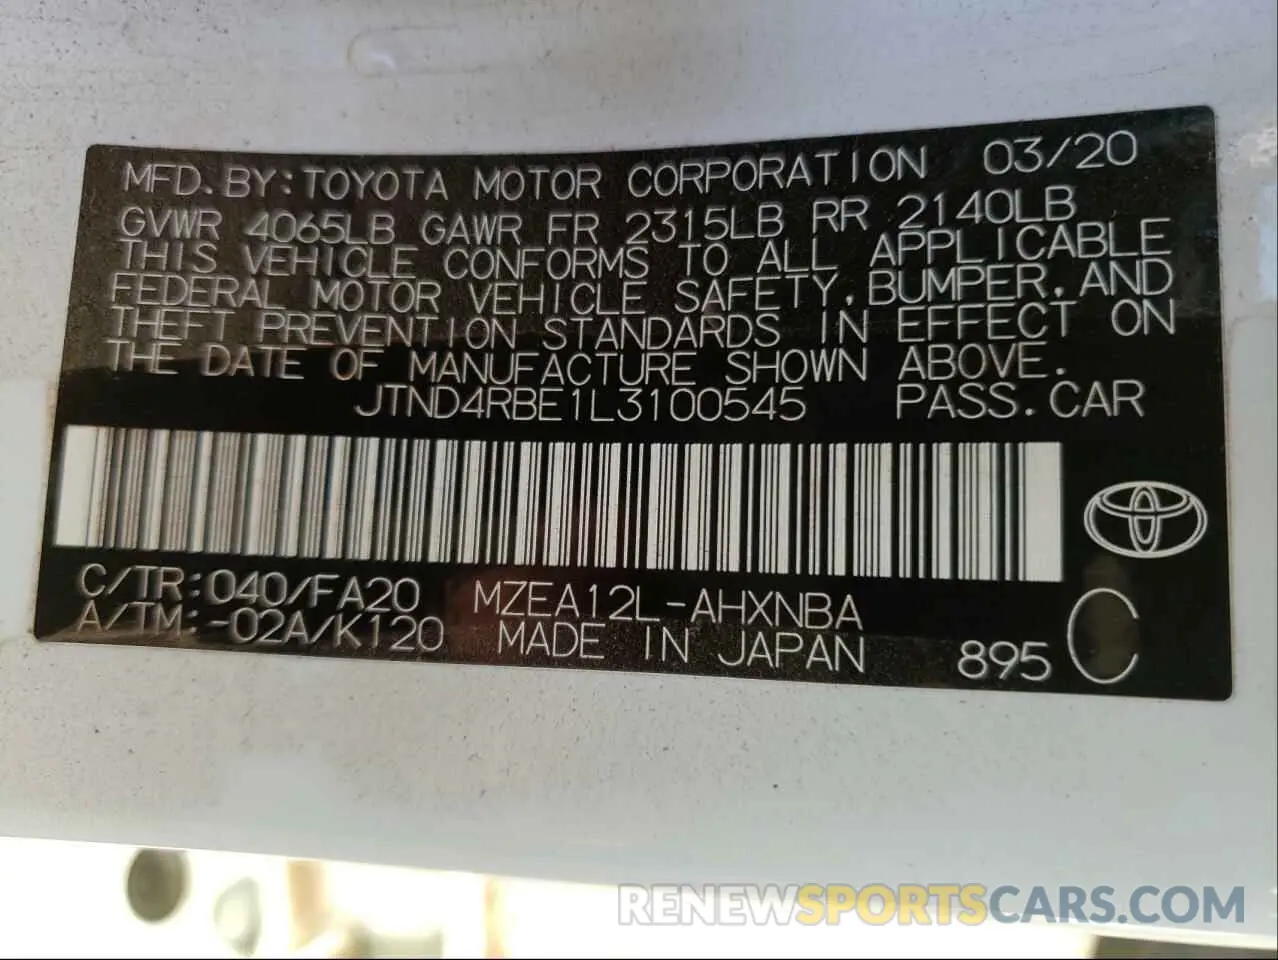 MFD. BY: TOYOTA MOTOR CORPORATION 03/20
GVWR 4065LB GAWR FR 2315LB RR 2140LB
THIS VEHICLE CONFORMS TO ALL APPLICABLE
FEDERAL MOTOR VEHICLE SAFETY, BUMPER, AND
THEFT PREVENTION STANDARDS IN EFFECT ON
THE DATE OF MANUFACTURE SHOWN ABOVE.
JTND4RBE1L3100545 PASS. CAR
C/TR: 040/FA20 MZEA12L-AHXNBA
A/TM: -02A/K120 MADE IN JAPAN 895 C
RENEWSPORTSCARS.COM